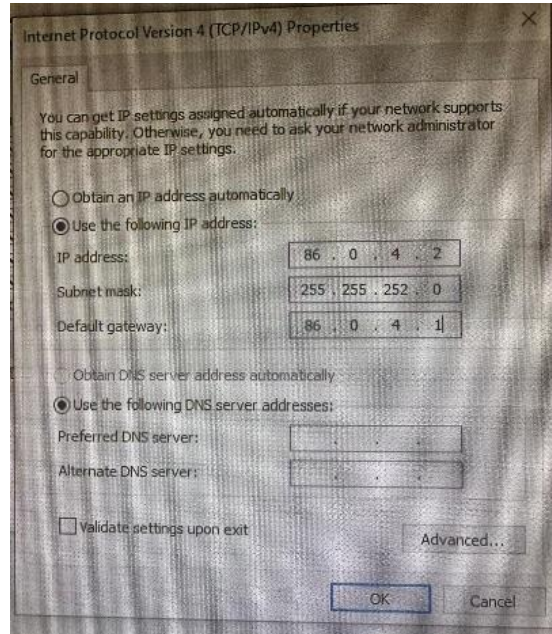 Internet Protocol Version 4 (TCP/IPv4) Properties
General
You can get IP settings assigned automatically if your network supports
this capability. Otherwise, you need to ask your network administrator
for the appropriate IP settings.
Obtain an IP address automatically
Use the following IP address:
IP address: 86 . 0 . 4 . 2
Subnet mask: 255 . 255 . 252 . 0
Default gateway: 86 . 0 . 4 . 1
Obtain DNS server address automatically
Use the following DNS server addresses:
Preferred DNS server: . . .
Alternate DNS server: . . .
Validate settings upon exit
Advanced...
OK Cancel